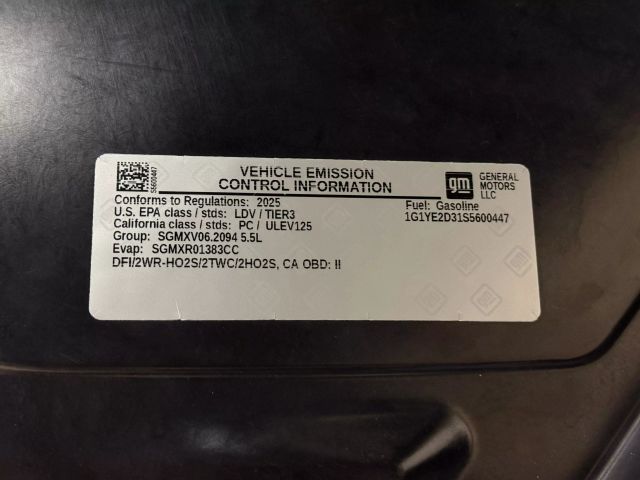 S5600447
VEHICLE EMISSION
CONTROL INFORMATION
gm
GENERAL
MOTORS
LLC
Conforms to Regulations: 2025
Fuel: Gasoline
U.S. EPA class / stds: LDV / TIER3
1G1YE2D31S5600447
California class / stds: PC / ULEV125
Group: SGMXV06.2094 5.5L
Evap: SGMXR01383CC
DFI/2WR-HO2S/2TWC/2HO2S, CA OBD: II